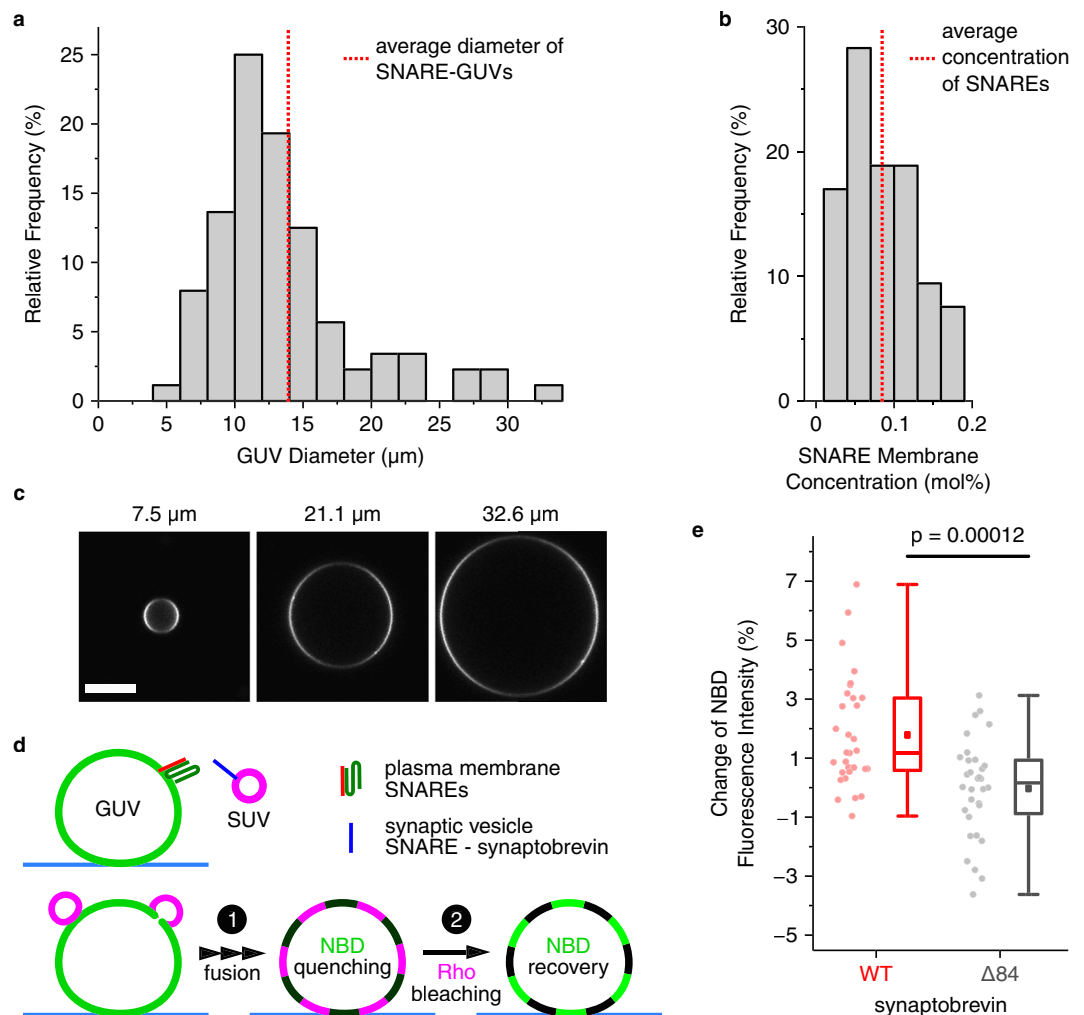 a
25
20
15
10
5
0
0
5
10
15
20
25
30
Relative Frequency (%)
GUV Diameter (µm)
average diameter of
SNARE-GUVs
b
30
20
10
0
0
0.1
0.2
Relative Frequency (%)
SNARE Membrane
Concentration (mol%)
average
concentration
of SNAREs
c
7.5 µm
21.1 µm
32.6 µm
d
GUV
SUV
plasma membrane
SNAREs
synaptic vesicle
SNARE - synaptobrevin
1
fusion
NBD
quenching
2
Rho
bleaching
NBD
recovery
e
p = 0.00012
7
5
3
1
−1
−3
−5
Change of NBD
Fluorescence Intensity (%)
WT
Δ84
synaptobrevin